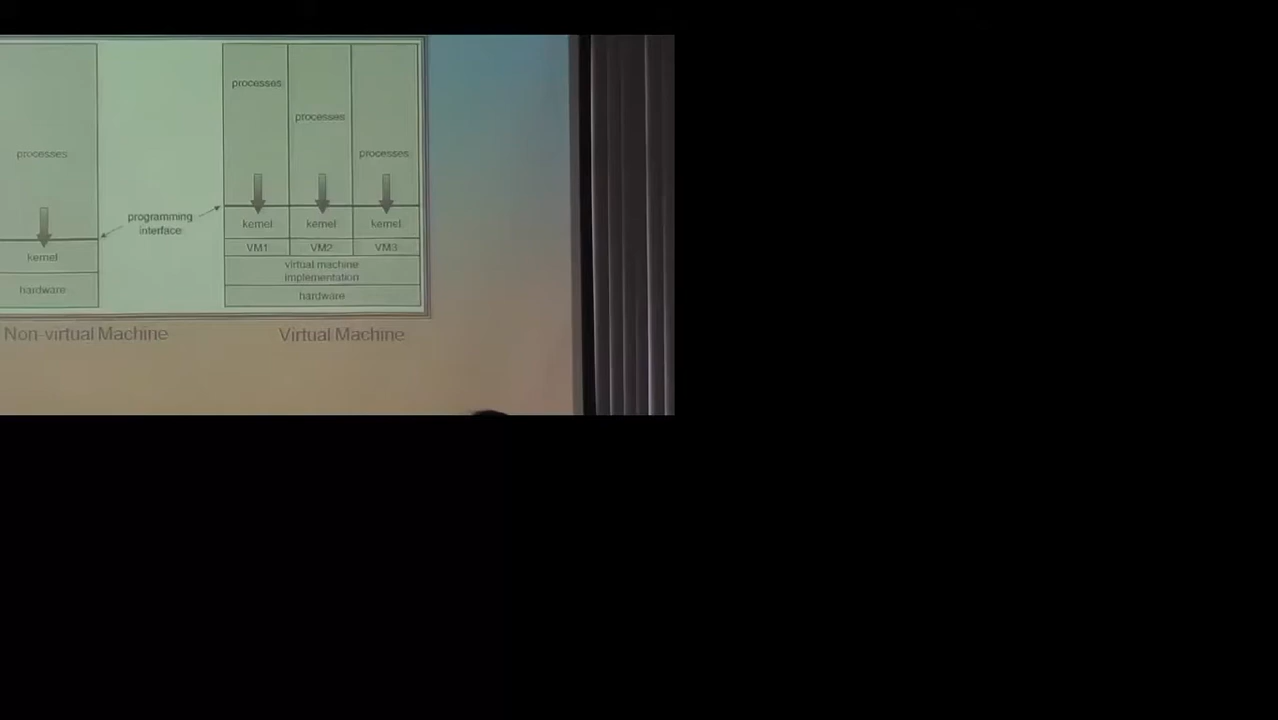 processes
kernel
hardware
programming
interface
processes
processes
processes
kernel
kernel
kernel
VM1
VM2
VM3
virtual machine
implementation
hardware
Non-virtual Machine
Virtual Machine